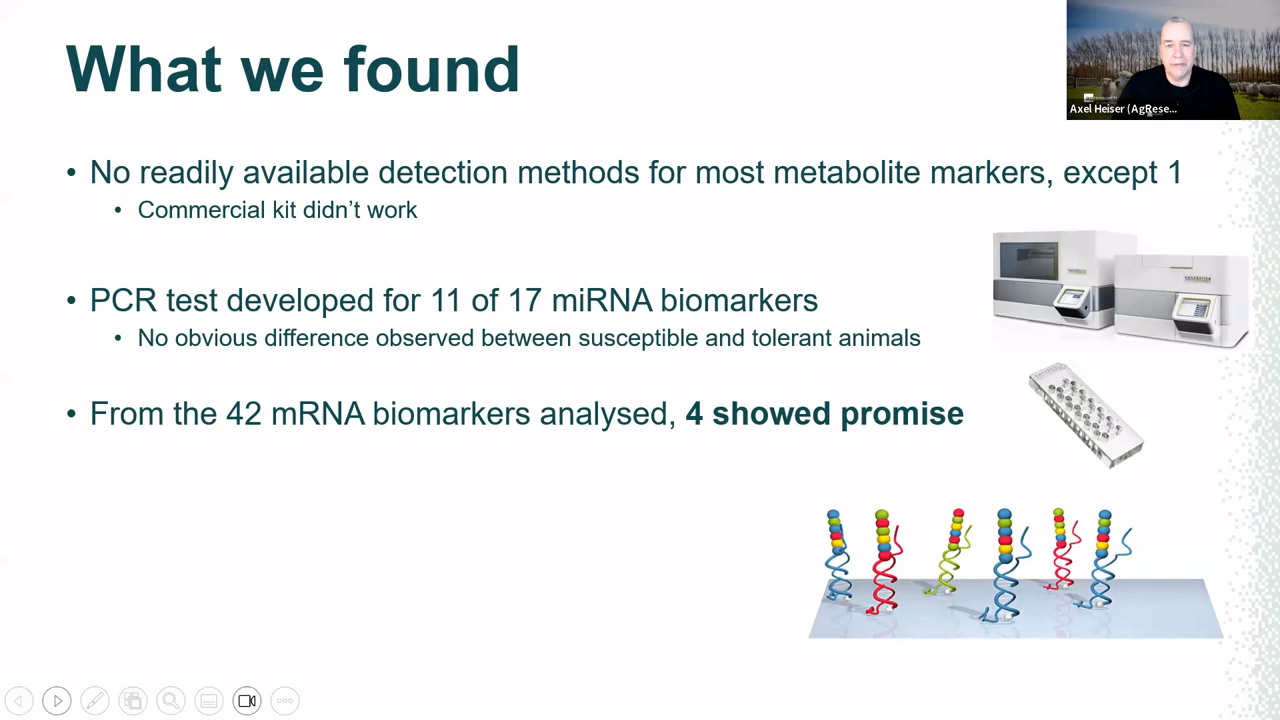 What we found
Axel Heiser (AgRese...
• No readily available detection methods for most metabolite markers, except 1
• Commercial kit didn’t work
• PCR test developed for 11 of 17 miRNA biomarkers
• No obvious difference observed between susceptible and tolerant animals
• From the 42 mRNA biomarkers analysed, 4 showed promise